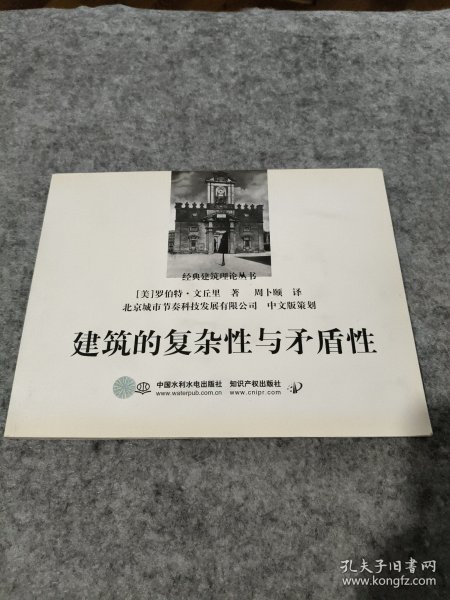 经典建筑理论丛书
[美]罗伯特·文丘里 著 周卜颐 译
北京城市节奏科技发展有限公司 中文版策划
建筑的复杂性与矛盾性
中国水利水电出版社 知识产权出版社
www.waterpub.com.cn www.cnipr.com
孔夫子旧书网
www.kongfz.com